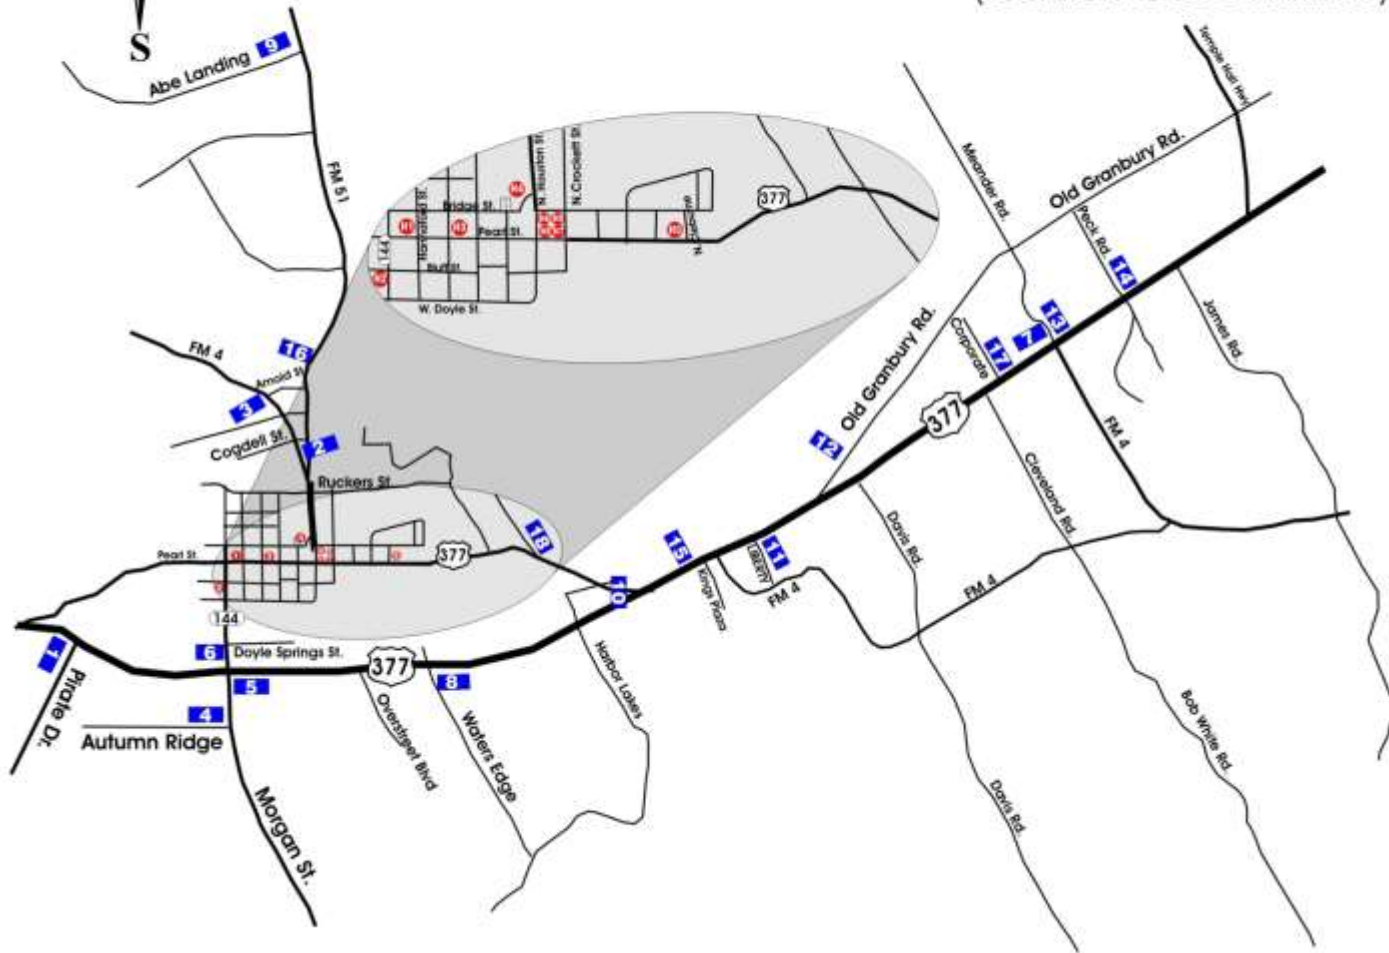 S
9
Abe Landing
FM 51
Temple Hall Hwy.
Meander Rd.
Old Granbury Rd.
Peck Rd.
N. Houston St.
N. Crockett St.
Hannaford St.
Bridge St.
Pearl St.
377
144
Bluff St.
W. Doyle St.
14
13
7
17
Corporate
James Rd.
FM 4
16
Arnold St.
3
Cogdell St.
2
Old Granbury Rd.
377
12
FM 4
Ruckers St.
Cleveland Rd.
Pearl St.
377
18
15
11
LIBERTY
Davis Rd.
Kings Plaza
FM 4
FM 4
10
144
6
Doyle Springs St.
1
Pirate Dr.
5
377
8
Harbor Lakes
4
Autumn Ridge
Overstreet Blvd
Waters Edge
Bob White Rd.
Morgan St.
Davis Rd.